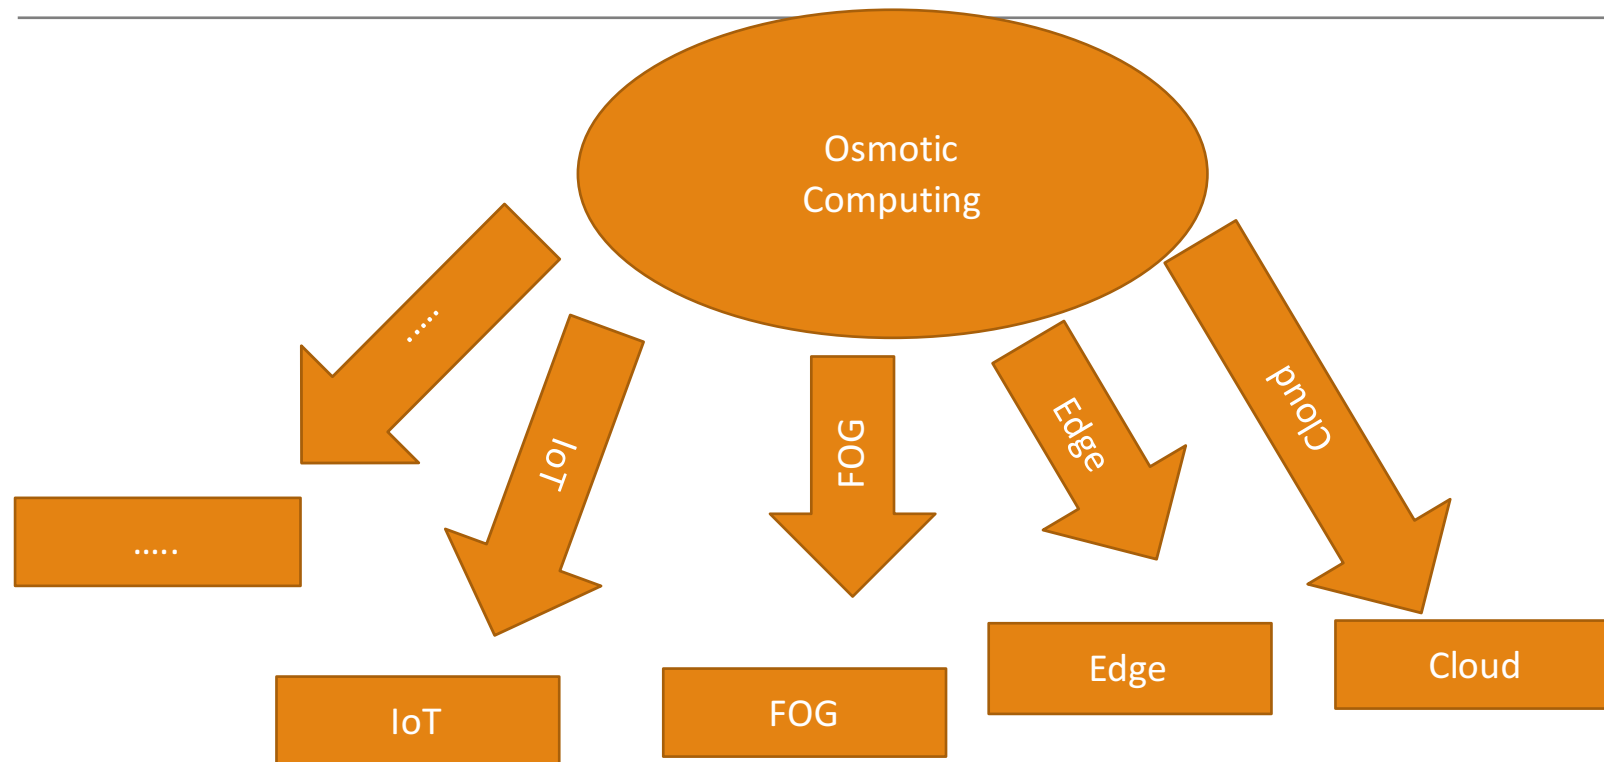 Osmotic
Computing
.....
IoT
FOG
Edge
Cloud
.....
IoT
FOG
Edge
Cloud